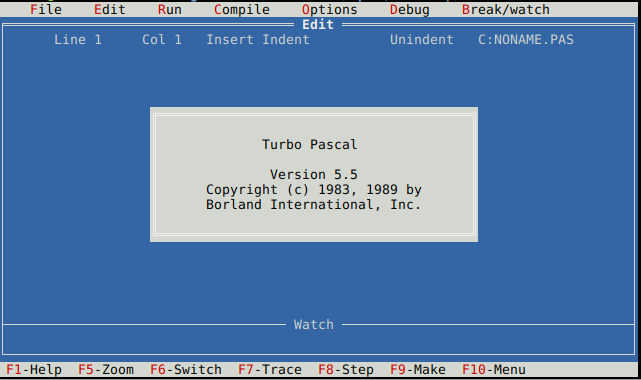 File Edit Run Compile Options Debug Break/watch
Edit
Line 1 Col 1 Insert Indent Unindent C:NONAME.PAS
Turbo Pascal
Version 5.5
Copyright (c) 1983, 1989 by
Borland International, Inc.
Watch
F1-Help F5-Zoom F6-Switch F7-Trace F8-Step F9-Make F10-Menu